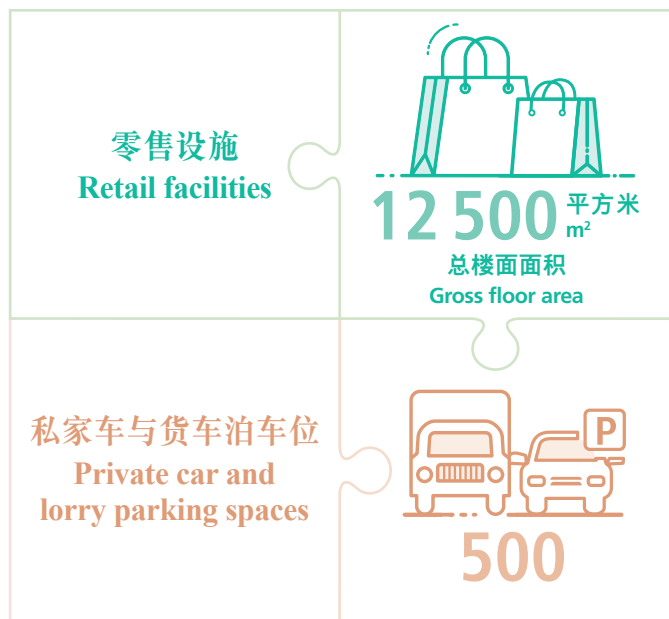 零售设施
Retail facilities
12 500 平方米
m²
总楼面面积
Gross floor area
私家车与货车泊车位
Private car and
lorry parking spaces
P
500